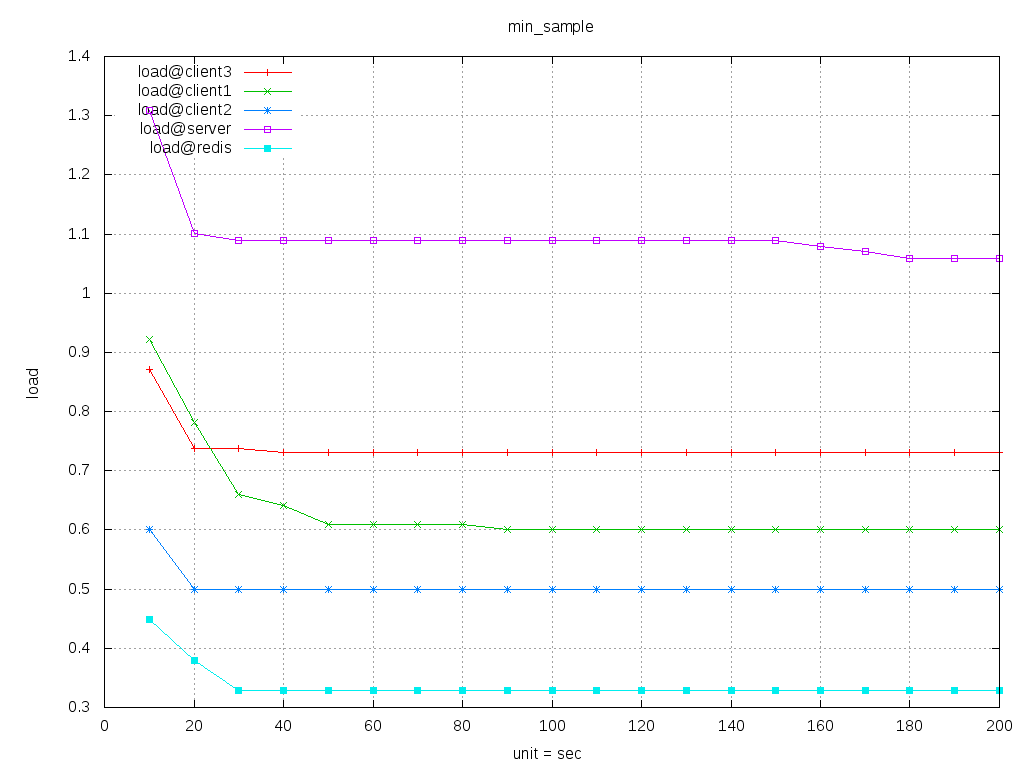 min_sample
1.4
1.3
1.2
1.1
1
0.9
0.8
0.7
0.6
0.5
0.4
0.3
load
load@client3
load@client1
load@client2
load@server
load@redis
0 20 40 60 80 100 120 140 160 180 200
unit = sec